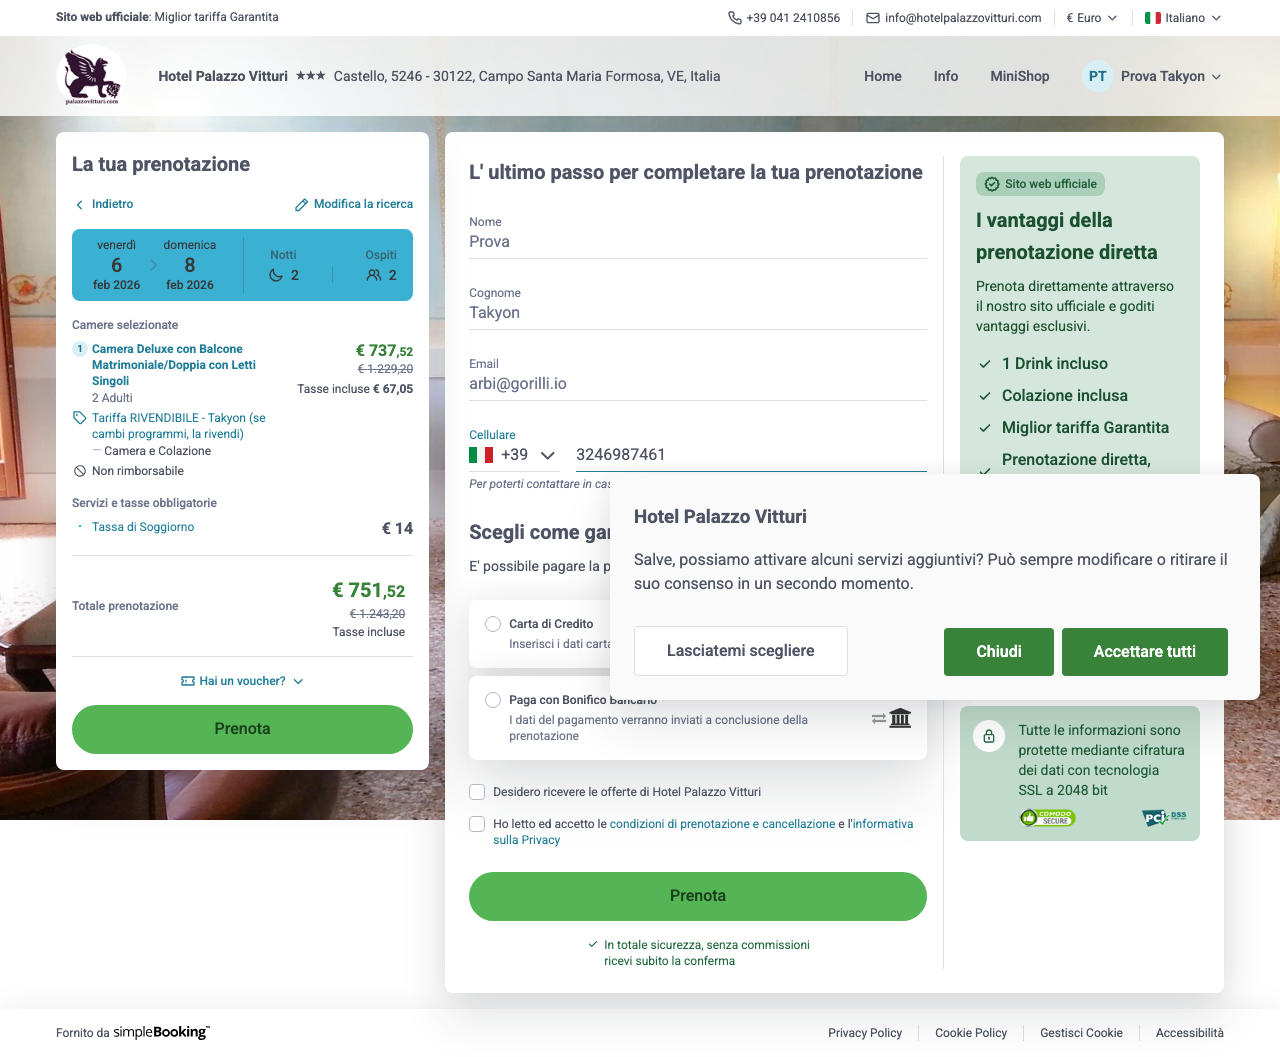 Sito web ufficiale: Miglior tariffa Garantita
+39 041 2410856
info@hotelpalazzovitturi.com
€ Euro
Italiano
palazzovitturi.com
Hotel Palazzo Vitturi ★★★ Castello, 5246 - 30122, Campo Santa Maria Formosa, VE, Italia
Home
Info
MiniShop
PT Prova Takyon
La tua prenotazione
Indietro
Modifica la ricerca
venerdì
6
feb 2026
domenica
8
feb 2026
Notti
2
Ospiti
2
Camere selezionate
1 Camera Deluxe con Balcone
Matrimoniale/Doppia con Letti
Singoli
2 Adulti
€ 737,52
€ 1.229,20
Tasse incluse € 67,05
Tariffa RIVENDIBILE - Takyon (se
cambi programmi, la rivendi)
— Camera e Colazione
Non rimborsabile
Servizi e tasse obbligatorie
· Tassa di Soggiorno
€ 14
Totale prenotazione
€ 751,52
€ 1.243,20
Tasse incluse
Hai un voucher?
Prenota
L' ultimo passo per completare la tua prenotazione
Nome
Prova
Cognome
Takyon
Email
arbi@gorilli.io
Cellulare
+39
3246987461
Per poterti contattare in cas
Scegli come gar
E' possibile pagare la p
Carta di Credito
Inserisci i dati carta
Paga con Bonifico Bancario
I dati del pagamento verranno inviati a conclusione della
prenotazione
Desidero ricevere le offerte di Hotel Palazzo Vitturi
Ho letto ed accetto le condizioni di prenotazione e cancellazione e l'informativa
sulla Privacy
Prenota
In totale sicurezza, senza commissioni
ricevi subito la conferma
Sito web ufficiale
I vantaggi della
prenotazione diretta
Prenota direttamente attraverso
il nostro sito ufficiale e goditi
vantaggi esclusivi.
1 Drink incluso
Colazione inclusa
Miglior tariffa Garantita
Prenotazione diretta,
Hotel Palazzo Vitturi
Salve, possiamo attivare alcuni servizi aggiuntivi? Può sempre modificare o ritirare il
suo consenso in un secondo momento.
Lasciatemi scegliere
Chiudi
Accettare tutti
Tutte le informazioni sono
protette mediante cifratura
dei dati con tecnologia
SSL a 2048 bit
COMODO
SECURE
PCI DSS
Fornito da simpleBooking™
Privacy Policy
Cookie Policy
Gestisci Cookie
Accessibilità